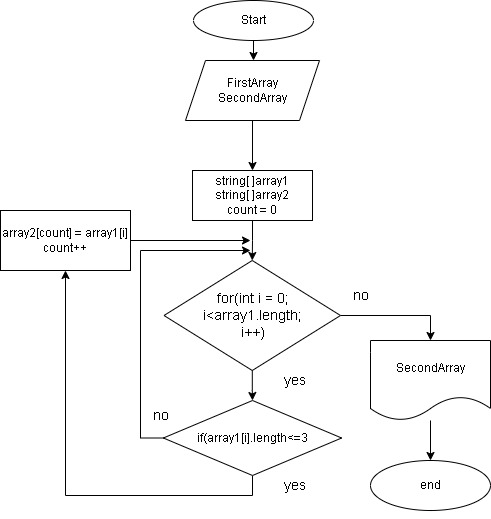 Start
FirstArray
SecondArray
string[ ]array1
string[ ]array2
count = 0
array2[count] = array1[i]
count++
for(int i = 0;
i<array1.length;
i++)
no
yes
SecondArray
no
if(array1[i].length<=3
yes
end